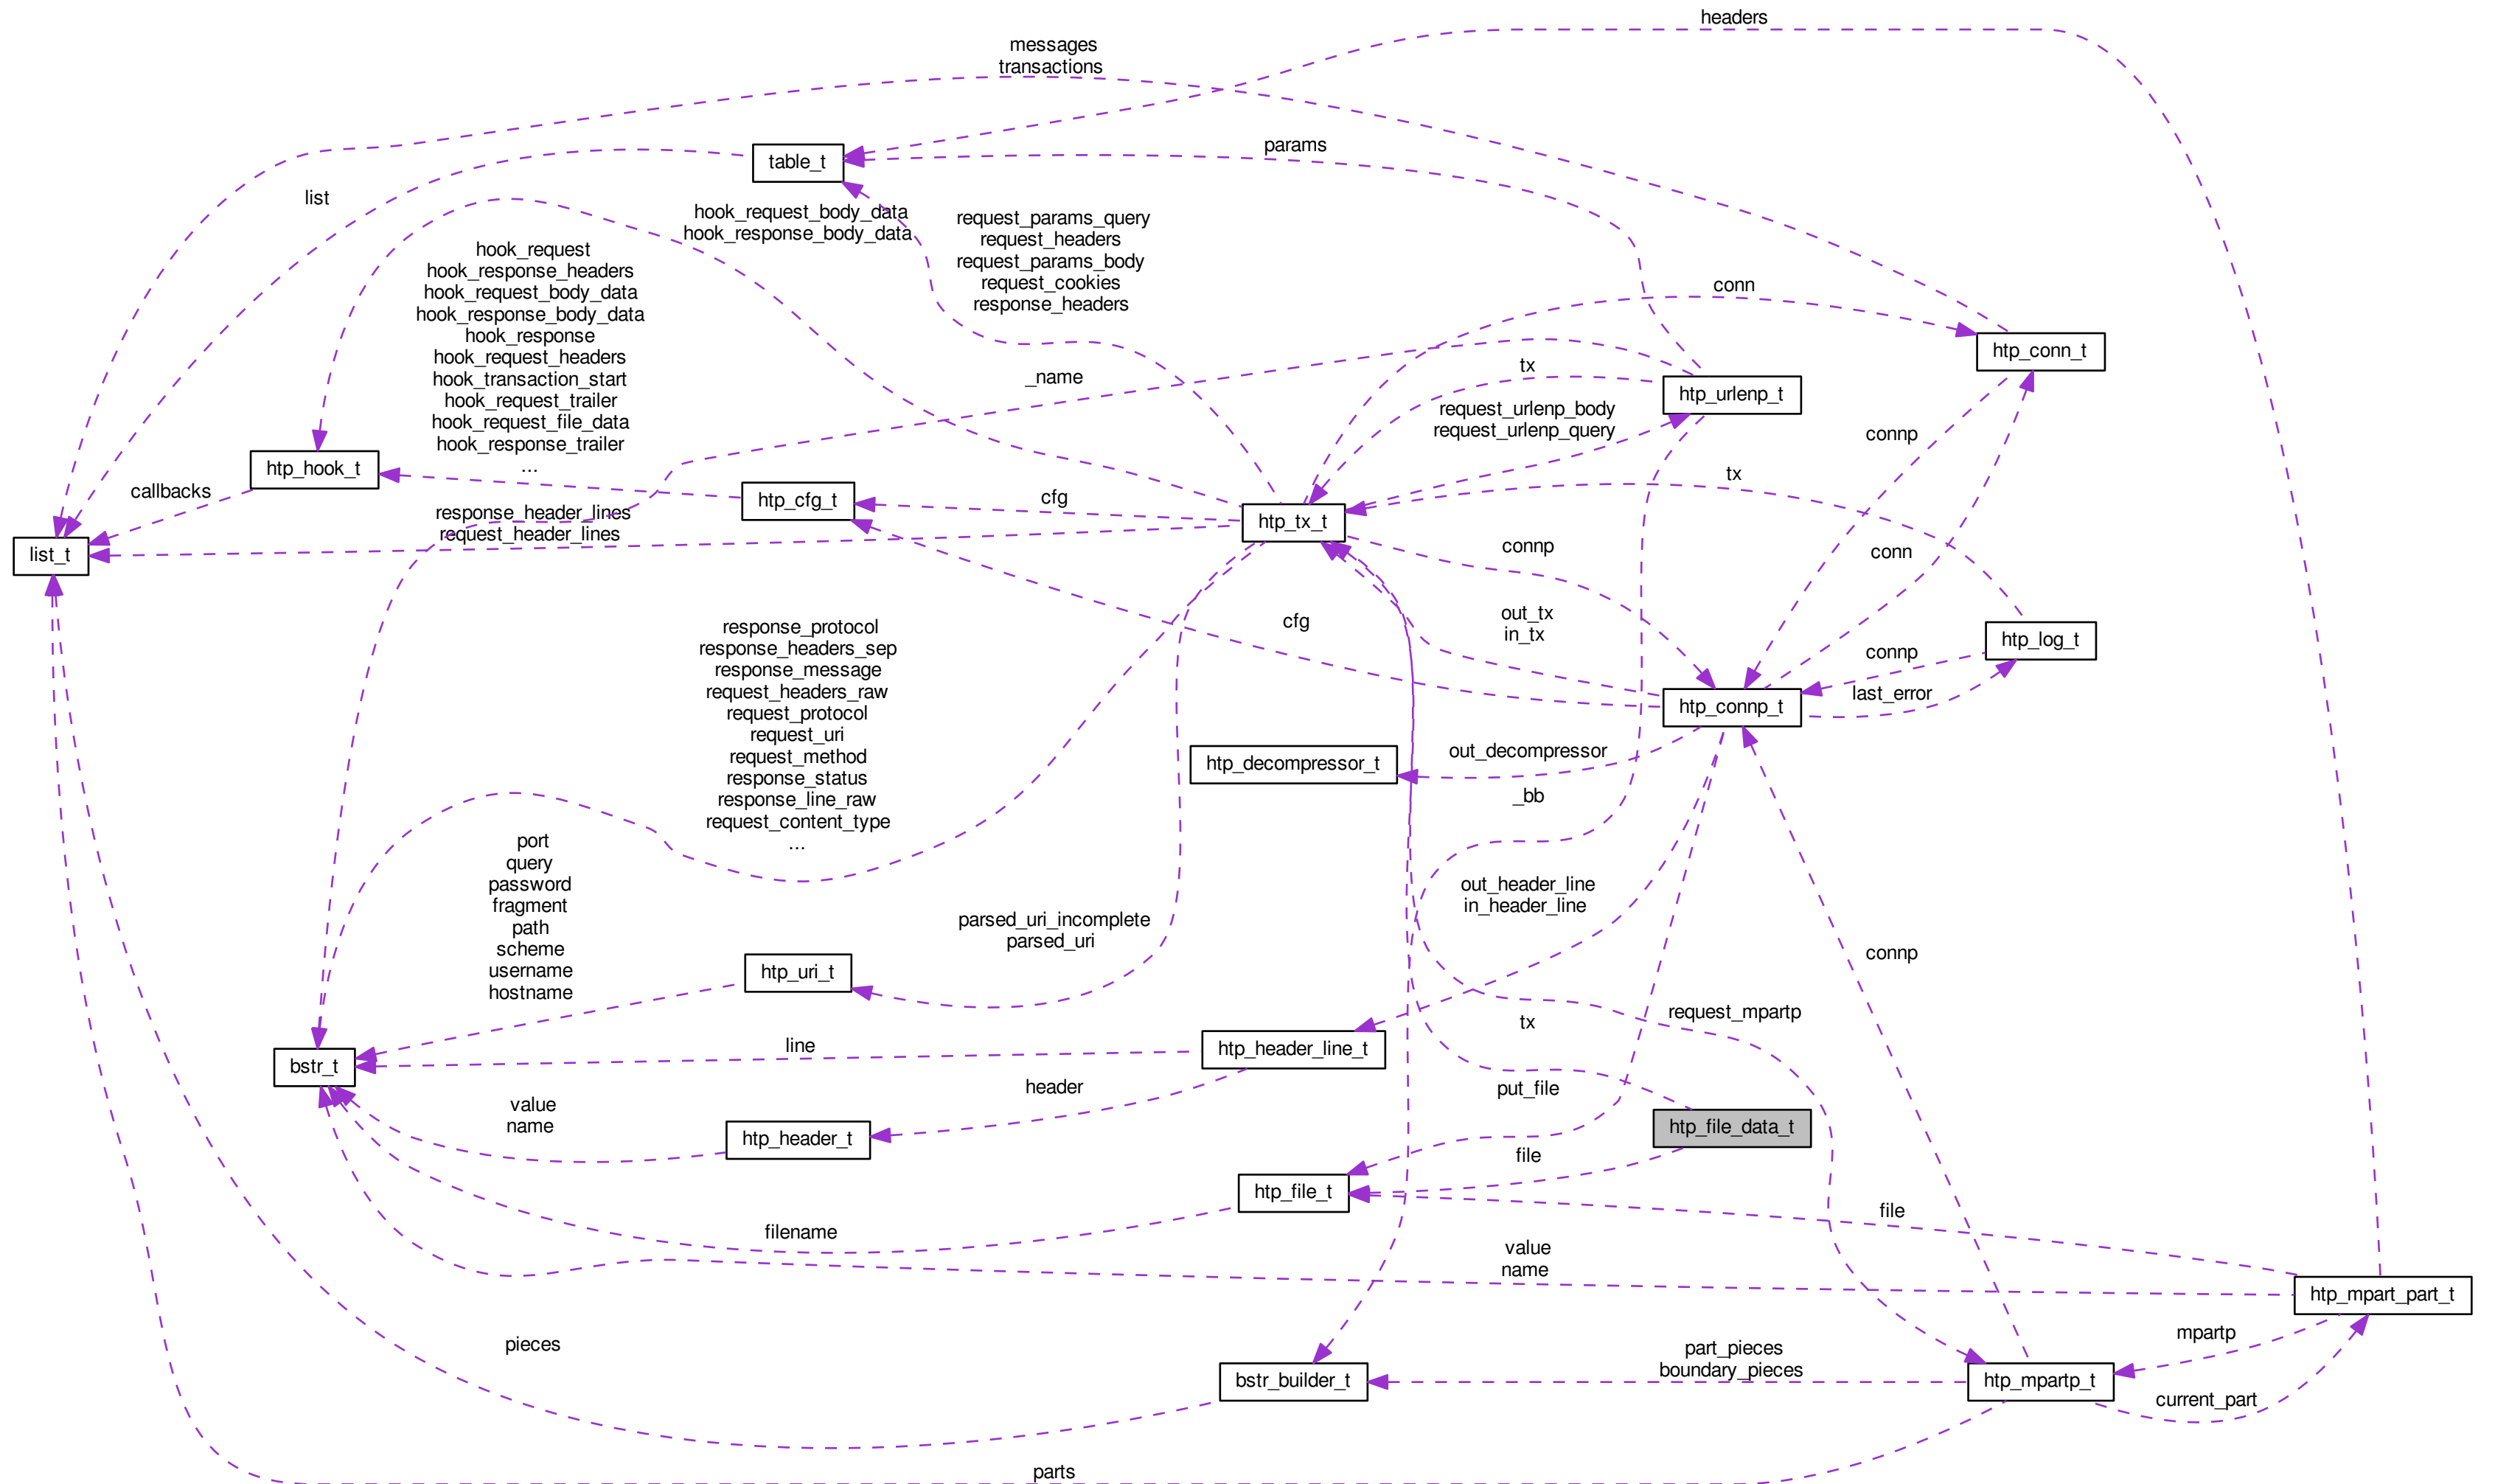 headers
messages
transactions
params
table_t
list
hook_request_body_data
hook_response_body_data
request_params_query
request_headers
request_params_body
request_cookies
response_headers
hook_request
hook_response_headers
hook_request_body_data
hook_response_body_data
hook_response
hook_request_headers
hook_transaction_start
hook_request_trailer
hook_request_file_data
hook_response_trailer
...
conn
htp_conn_t
tx
_name
htp_urlenp_t
request_urlenp_body
request_urlenp_query
connp
htp_hook_t
callbacks
tx
cfg
htp_cfg_t
response_header_lines
request_header_lines
htp_tx_t
list_t
connp
conn
out_tx
in_tx
cfg
htp_log_t
connp
last_error
htp_connp_t
response_protocol
response_headers_sep
response_message
request_headers_raw
request_protocol
request_uri
request_method
response_status
response_line_raw
request_content_type
...
out_decompressor
htp_decompressor_t
_bb
port
query
password
fragment
path
scheme
username
hostname
out_header_line
in_header_line
parsed_uri_incomplete
parsed_uri
connp
htp_uri_t
request_mpartp
tx
line
htp_header_line_t
bstr_t
header
put_file
value
name
htp_header_t
htp_file_data_t
file
htp_file_t
file
filename
value
name
htp_mpart_part_t
mpartp
pieces
part_pieces
boundary_pieces
bstr_builder_t
htp_mpartp_t
current_part
parts